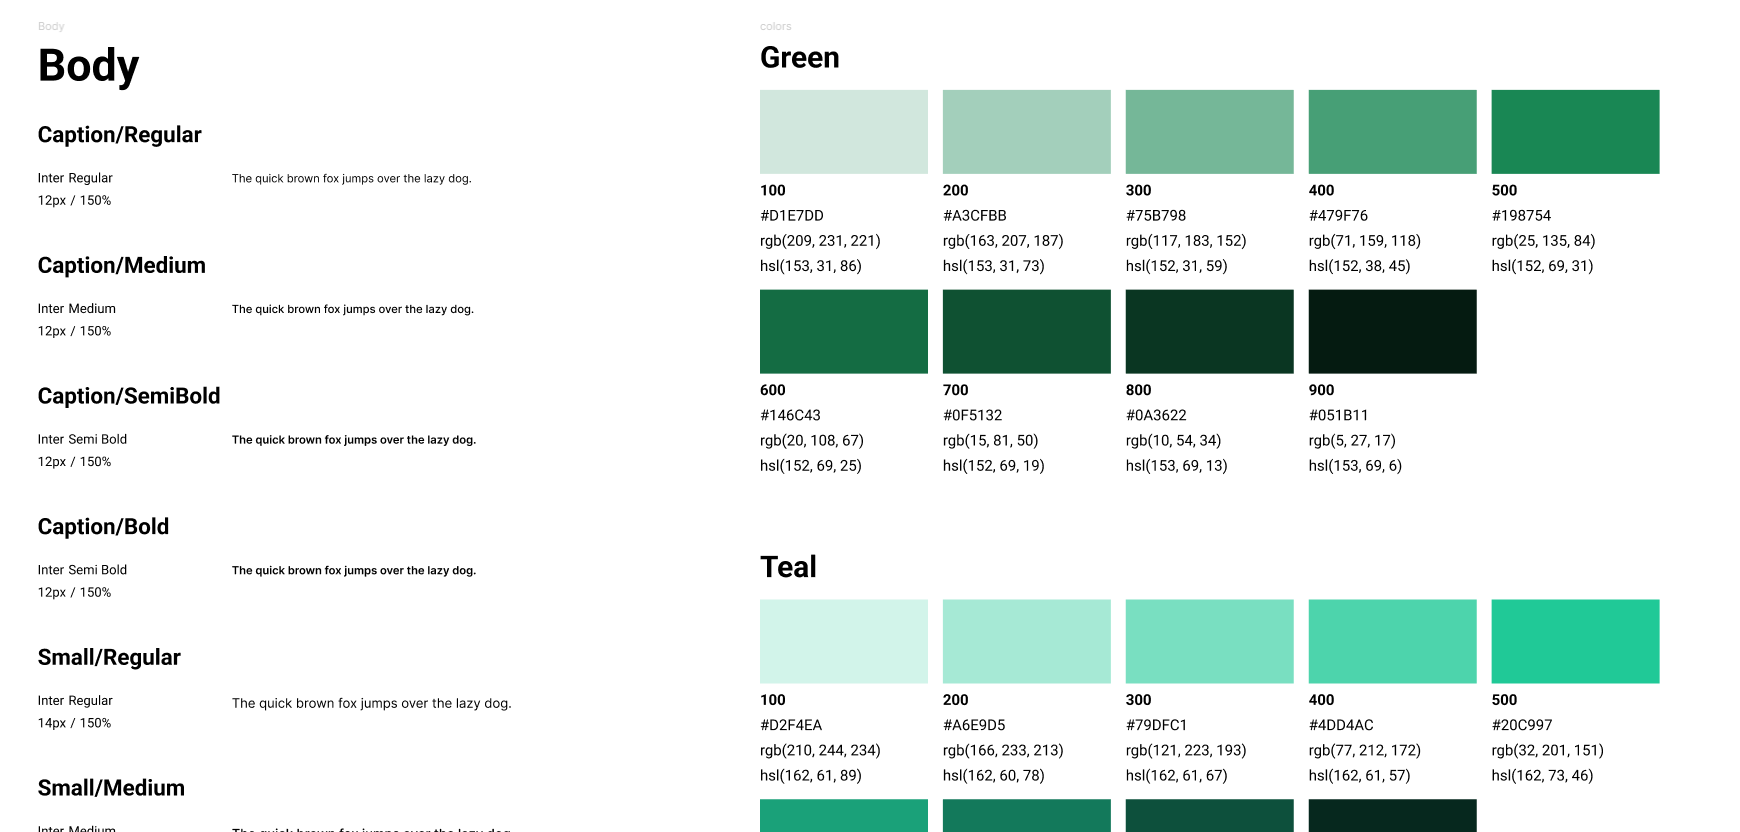 Body
Body
Caption/Regular
Inter Regular
12px / 150%
The quick brown fox jumps over the lazy dog.
Caption/Medium
Inter Medium
12px / 150%
The quick brown fox jumps over the lazy dog.
Caption/SemiBold
Inter Semi Bold
12px / 150%
The quick brown fox jumps over the lazy dog.
Caption/Bold
Inter Semi Bold
12px / 150%
The quick brown fox jumps over the lazy dog.
Small/Regular
Inter Regular
14px / 150%
The quick brown fox jumps over the lazy dog.
Small/Medium
Inter Medium
The quick brown fox jumps over the lazy dog.
colors
Green
100
#D1E7DD
rgb(209, 231, 221)
hsl(153, 31, 86)
200
#A3CFBB
rgb(163, 207, 187)
hsl(153, 31, 73)
300
#75B798
rgb(117, 183, 152)
hsl(152, 31, 59)
400
#479F76
rgb(71, 159, 118)
hsl(152, 38, 45)
500
#198754
rgb(25, 135, 84)
hsl(152, 69, 31)
600
#146C43
rgb(20, 108, 67)
hsl(152, 69, 25)
700
#0F5132
rgb(15, 81, 50)
hsl(152, 69, 19)
800
#0A3622
rgb(10, 54, 34)
hsl(153, 69, 13)
900
#051B11
rgb(5, 27, 17)
hsl(153, 69, 6)
Teal
100
#D2F4EA
rgb(210, 244, 234)
hsl(162, 61, 89)
200
#A6E9D5
rgb(166, 233, 213)
hsl(162, 60, 78)
300
#79DFC1
rgb(121, 223, 193)
hsl(162, 61, 67)
400
#4DD4AC
rgb(77, 212, 172)
hsl(162, 61, 57)
500
#20C997
rgb(32, 201, 151)
hsl(162, 73, 46)